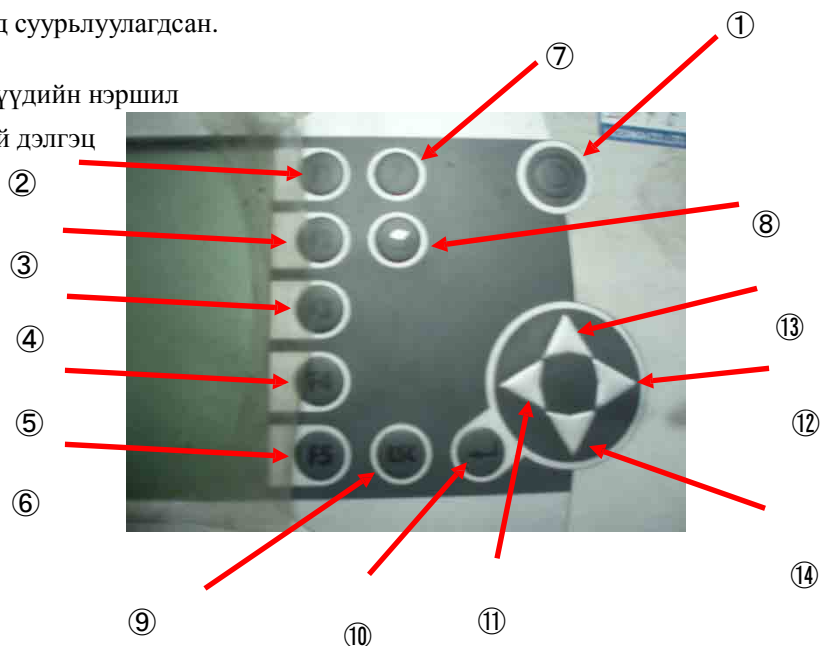 д суурьлуулагдсан.
①
⑦
үүдийн нэршил
й дэлгэц
②
⑧
③
⑬
④
⑤
⑫
F5
ESC
⑥
⑭
⑨
⑩
⑪